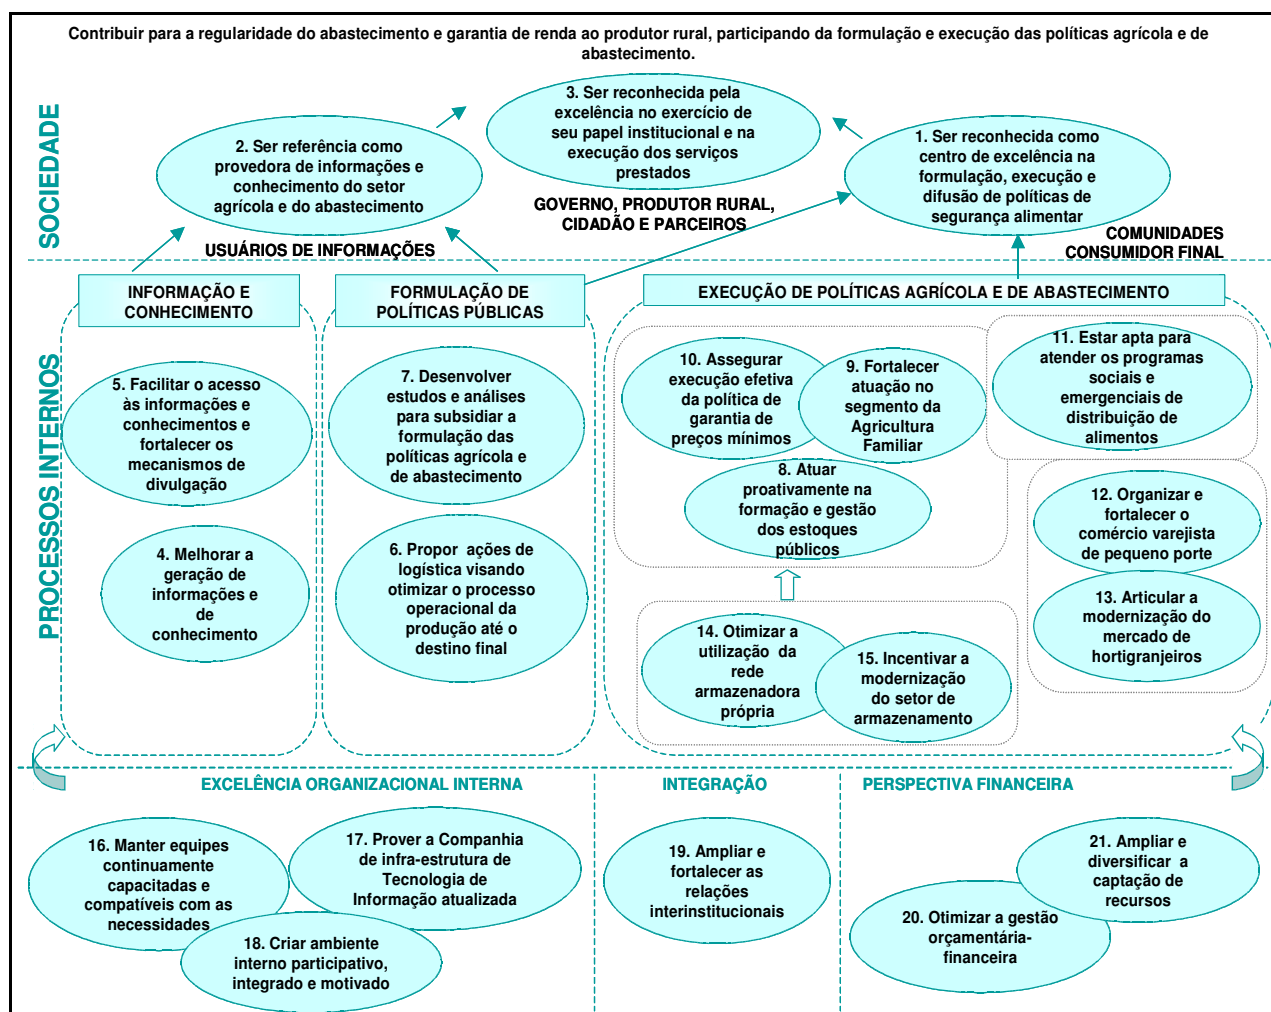 Contribuir para a regularidade do abastecimento e garantia de renda ao produtor rural, participando da formulação e execução das políticas agrícola e de
abastecimento.
SOCIEDADE
3. Ser reconhecida pela
excelência no exercício de
seu papel institucional e na
execução dos serviços
prestados
2. Ser referência como
provedora de informações e
conhecimento do setor
agrícola e do abastecimento
1. Ser reconhecida como
centro de excelência na
formulação, execução e
difusão de políticas de
segurança alimentar
GOVERNO, PRODUTOR RURAL,
CIDADÃO E PARCEIROS
USUÁRIOS DE INFORMAÇÕES
COMUNIDADES
CONSUMIDOR FINAL
PROCESSOS INTERNOS
INFORMAÇÃO E
CONHECIMENTO
FORMULAÇÃO DE
POLÍTICAS PÚBLICAS
EXECUÇÃO DE POLÍTICAS AGRÍCOLA E DE ABASTECIMENTO
5. Facilitar o acesso
às informações e
conhecimentos e
fortalecer os
mecanismos de
divulgação
4. Melhorar a
geração de
informações e
de
conhecimento
7. Desenvolver
estudos e análises
para subsidiar a
formulação das
políticas agrícola e
de abastecimento
6. Propor ações de
logística visando
otimizar o processo
operacional da
produção até o
destino final
10. Assegurar
execução efetiva
da política de
garantia de
preços mínimos
9. Fortalecer
atuação no
segmento da
Agricultura
Familiar
8. Atuar
proativamente na
formação e gestão
dos estoques
públicos
11. Estar apta para
atender os programas
sociais e
emergenciais de
distribuição de
alimentos
12. Organizar e
fortalecer o
comércio varejista
de pequeno porte
13. Articular a
modernização do
mercado de
hortigranjeiros
14. Otimizar a
utilização da
rede
armazenadora
própria
15. Incentivar a
modernização
do setor de
armazenamento
EXCELÊNCIA ORGANIZACIONAL INTERNA
INTEGRAÇÃO
PERSPECTIVA FINANCEIRA
16. Manter equipes
continuamente
capacitadas e
compatíveis com as
necessidades
17. Prover a Companhia
de infra-estrutura de
Tecnologia de
Informação atualizada
18. Criar ambiente
interno participativo,
integrado e motivado
19. Ampliar e
fortalecer as
relações
interinstitucionais
21. Ampliar e
diversificar a
captação de
recursos
20. Otimizar a gestão
orçamentária-
financeira